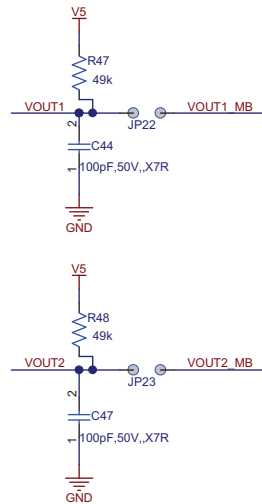 V5
R47
49k
VOUT1
VOUT1_MB
JP22
2
C44
1
100pF,50V,,X7R
GND
V5
R48
49k
VOUT2
VOUT2_MB
JP23
2
C47
1
100pF,50V,,X7R
GND